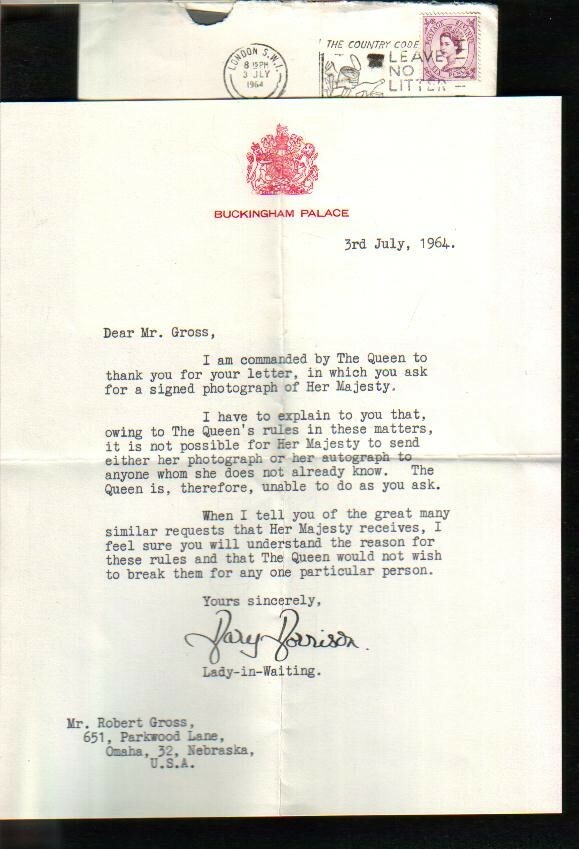 LONDON S.W.1.
8 15PM
3 JLY
1964
THE COUNTRY CODE
LEAVE
NO
LITTER
BUCKINGHAM PALACE
3rd July, 1964.
Dear Mr. Gross,
I am commanded by The Queen to
thank you for your letter, in which you ask
for a signed photograph of Her Majesty.
I have to explain to you that,
owing to The Queen's rules in these matters,
it is not possible for Her Majesty to send
either her photograph or her autograph to
anyone whom she does not already know. The
Queen is, therefore, unable to do as you ask.
When I tell you of the great many
similar requests that Her Majesty receives, I
feel sure you will understand the reason for
these rules and that The Queen would not wish
to break them for any one particular person.
Yours sincerely,
Mary Morrison.
Lady-in-Waiting.
Mr. Robert Gross,
651, Parkwood Lane,
Omaha, 32, Nebraska,
U.S.A.